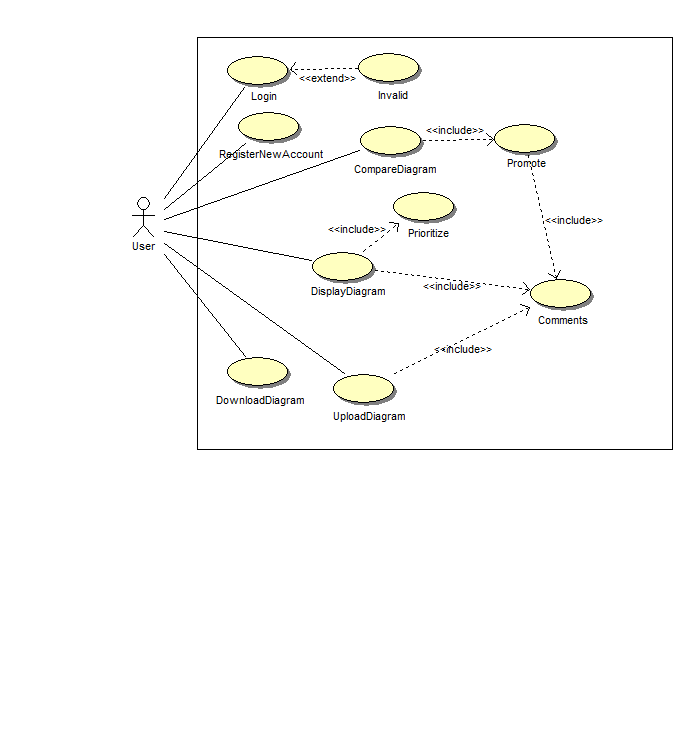 <<extend>>
Login
Invalid
<<include>>
RegisterNewAccount
CompareDiagram
Promote
<<include>>
<<include>>
Prioritize
User
<<include>>
DisplayDiagram
Comments
<<include>>
DownloadDiagram
UploadDiagram